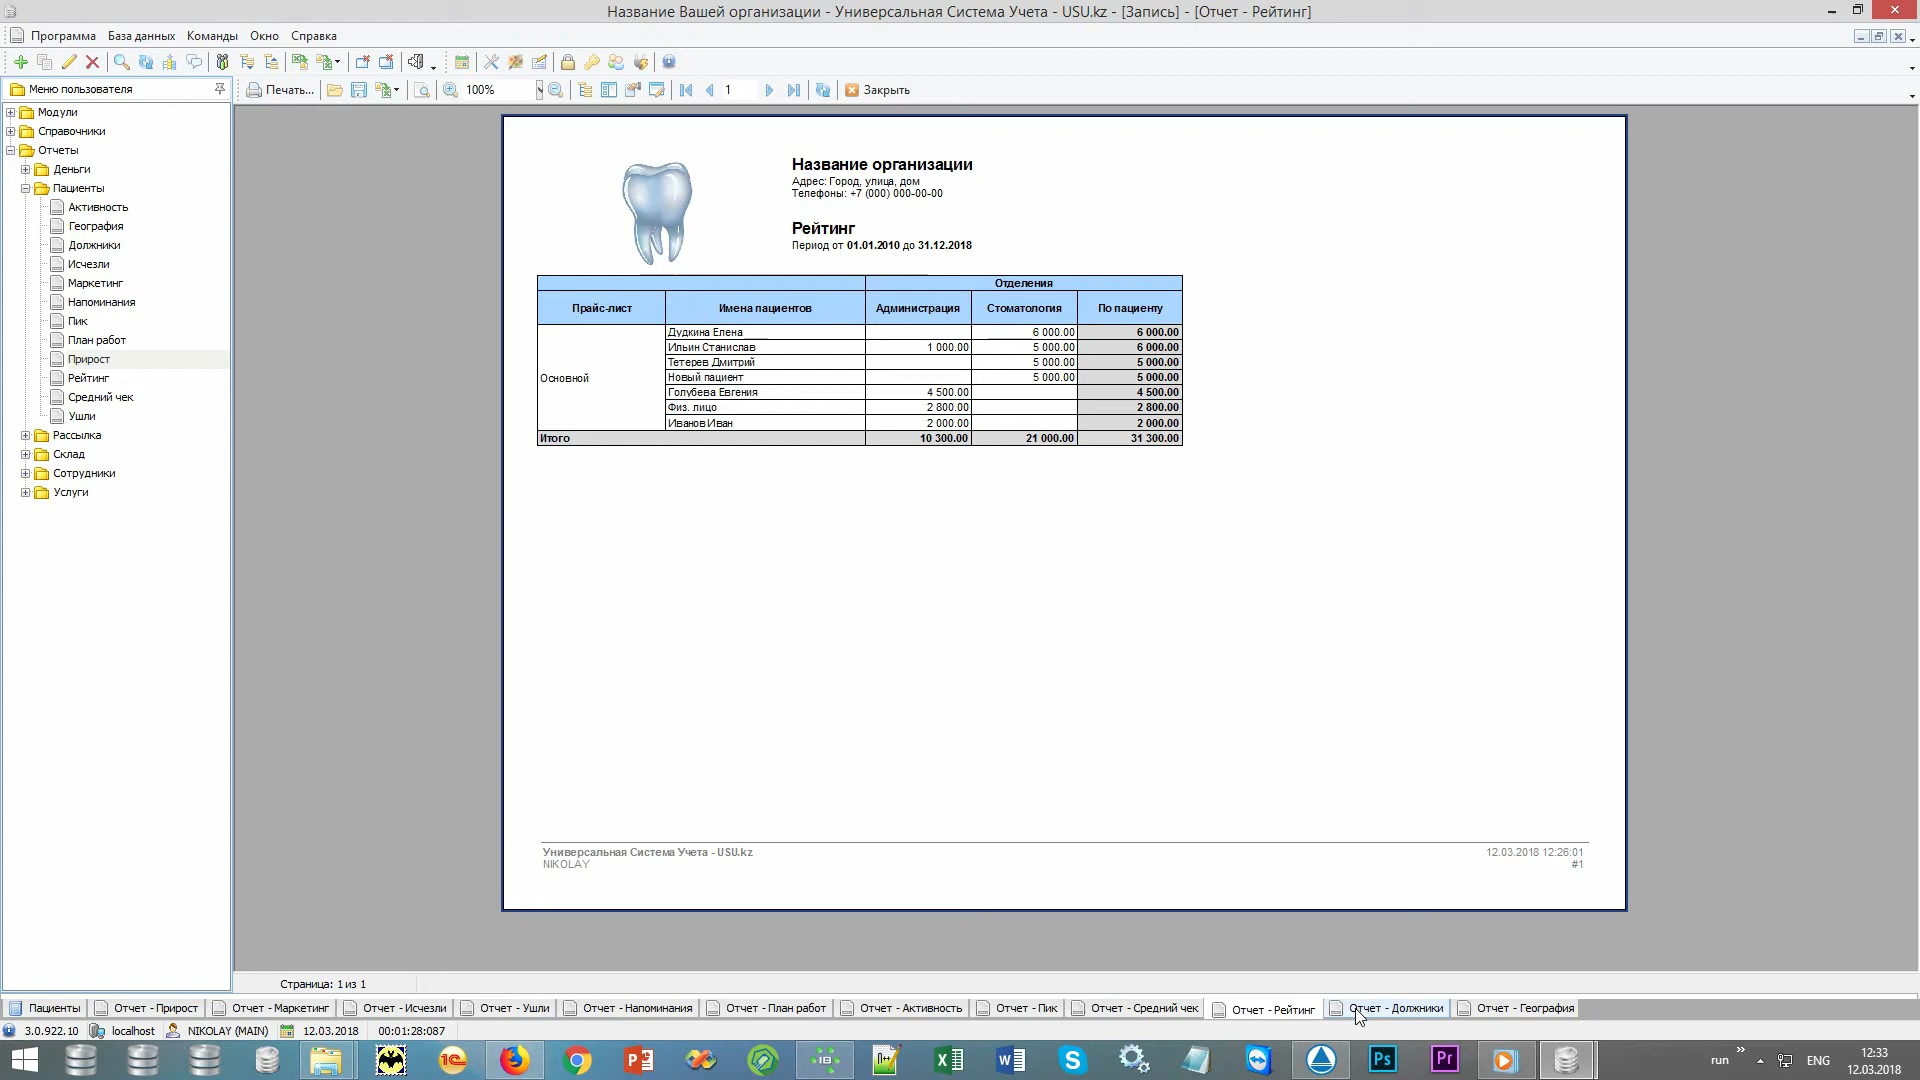 Название Вашей организации - Универсальная Система Учета - USU.kz - [Запись] - [Отчет - Рейтинг]
Программа База данных Команды Окно Справка
Меню пользователя
Печать... 100% 1 Закрыть
Модули
Справочники
Отчеты
Деньги
Пациенты
Активность
География
Должники
Исчезли
Маркетинг
Напоминания
Пик
План работ
Прирост
Рейтинг
Средний чек
Ушли
Рассылка
Склад
Сотрудники
Услуги
Название организации
Адрес: Город, улица, дом
Телефоны: +7 (000) 000-00-00
Рейтинг
Период от 01.01.2010 до 31.12.2018
Отделения
Прайс-лист Имена пациентов Администрация Стоматология По пациенту
Дудкина Елена 6 000.00 6 000.00
Ильин Станислав 1 000.00 5 000.00 6 000.00
Тетерев Дмитрий 5 000.00 5 000.00
Основной Новый пациент 5 000.00 5 000.00
Голубева Евгения 4 500.00 4 500.00
Физ. лицо 2 800.00 2 800.00
Иванов Иван 2 000.00 2 000.00
Итого 10 300.00 21 000.00 31 300.00
Универсальная Система Учета - USU.kz 12.03.2018 12:26:01
NIKOLAY #1
Страница: 1 из 1
Пациенты Отчет - Прирост Отчет - Маркетинг Отчет - Исчезли Отчет - Ушли Отчет - Напоминания Отчет - План работ Отчет - Активность Отчет - Пик Отчет - Средний чек Отчет - Рейтинг Отчет - Должники Отчет - География
3.0.922.10 localhost NIKOLAY (MAIN) 12.03.2018 00:01:28:087
run ENG 12:33
12.03.2018